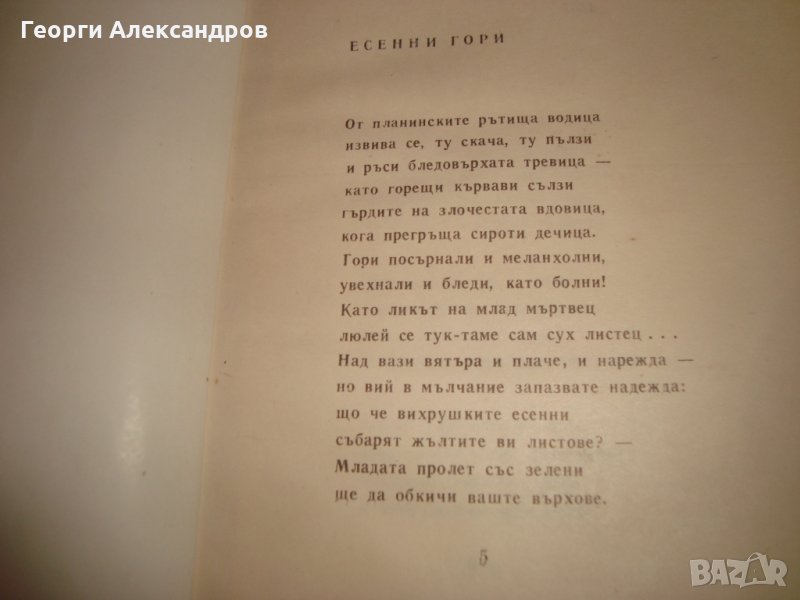 Георги Александров
ЕСЕННИ ГОРИ
От планинските рътища водица
извива се, ту скача, ту пълзи
и ръси бледовърхата тревица —
като горещи кървави сълзи
гърдите на злочестата вдовица,
кога прегръща сироти дечица.
Гори посърнали и меланхолни,
увехнали и бледи, като болни!
Като ликът на млад мъртвец
люлей се тук-таме сам сух листец . . .
Над вази вятъра и плаче, и нарежда —
но вий в мълчание запазвате надежда:
що че вихрушките есенни
събарят жълтите ви листове? —
Младата пролет със зелени
ще да обкичи ваште върхове.
5
BAZAR